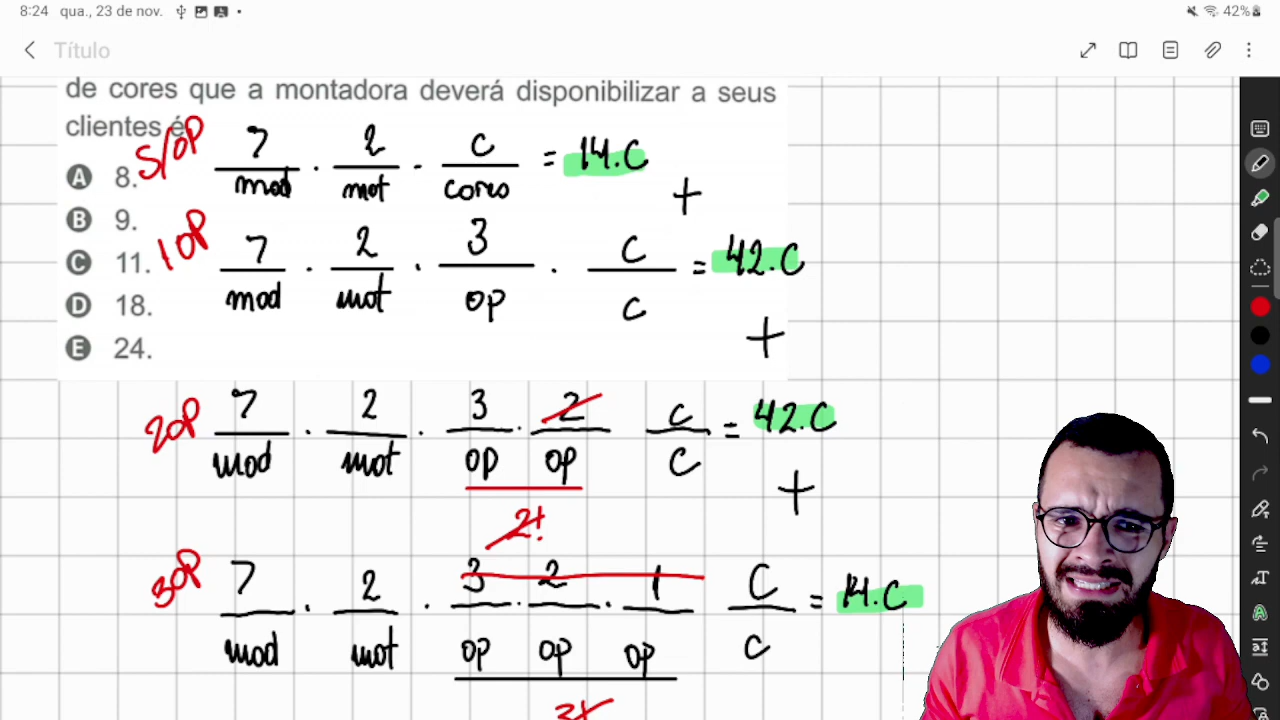 8:24 qua., 23 de nov. 42%
Título
de cores que a montadora deverá disponibilizar a seus
clientes é
A 8.
B 9.
C 11.
D 18.
E 24.
S/OP 7/mod . 2/mot . C/cores = 14.C
+
1OP 7/mod . 2/mot . 3/op . C/C = 42.C
+
2OP 7/mod . 2/mot . 3/op . 2/op C/C = 42.C
2!
+
3OP 7/mod . 2/mot . 3/op . 2/op . 1/op C/C = 14.C
3!